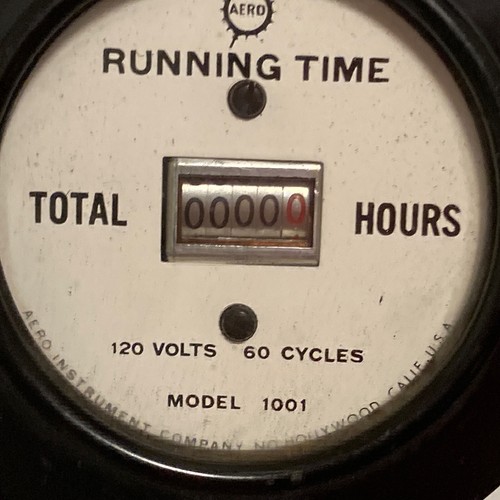 AERO
RUNNING TIME
TOTAL
00000
HOURS
120 VOLTS 60 CYCLES
MODEL 1001
AERO INSTRUMENT COMPANY NO. HOLLYWOOD CALIF. U.S.A.